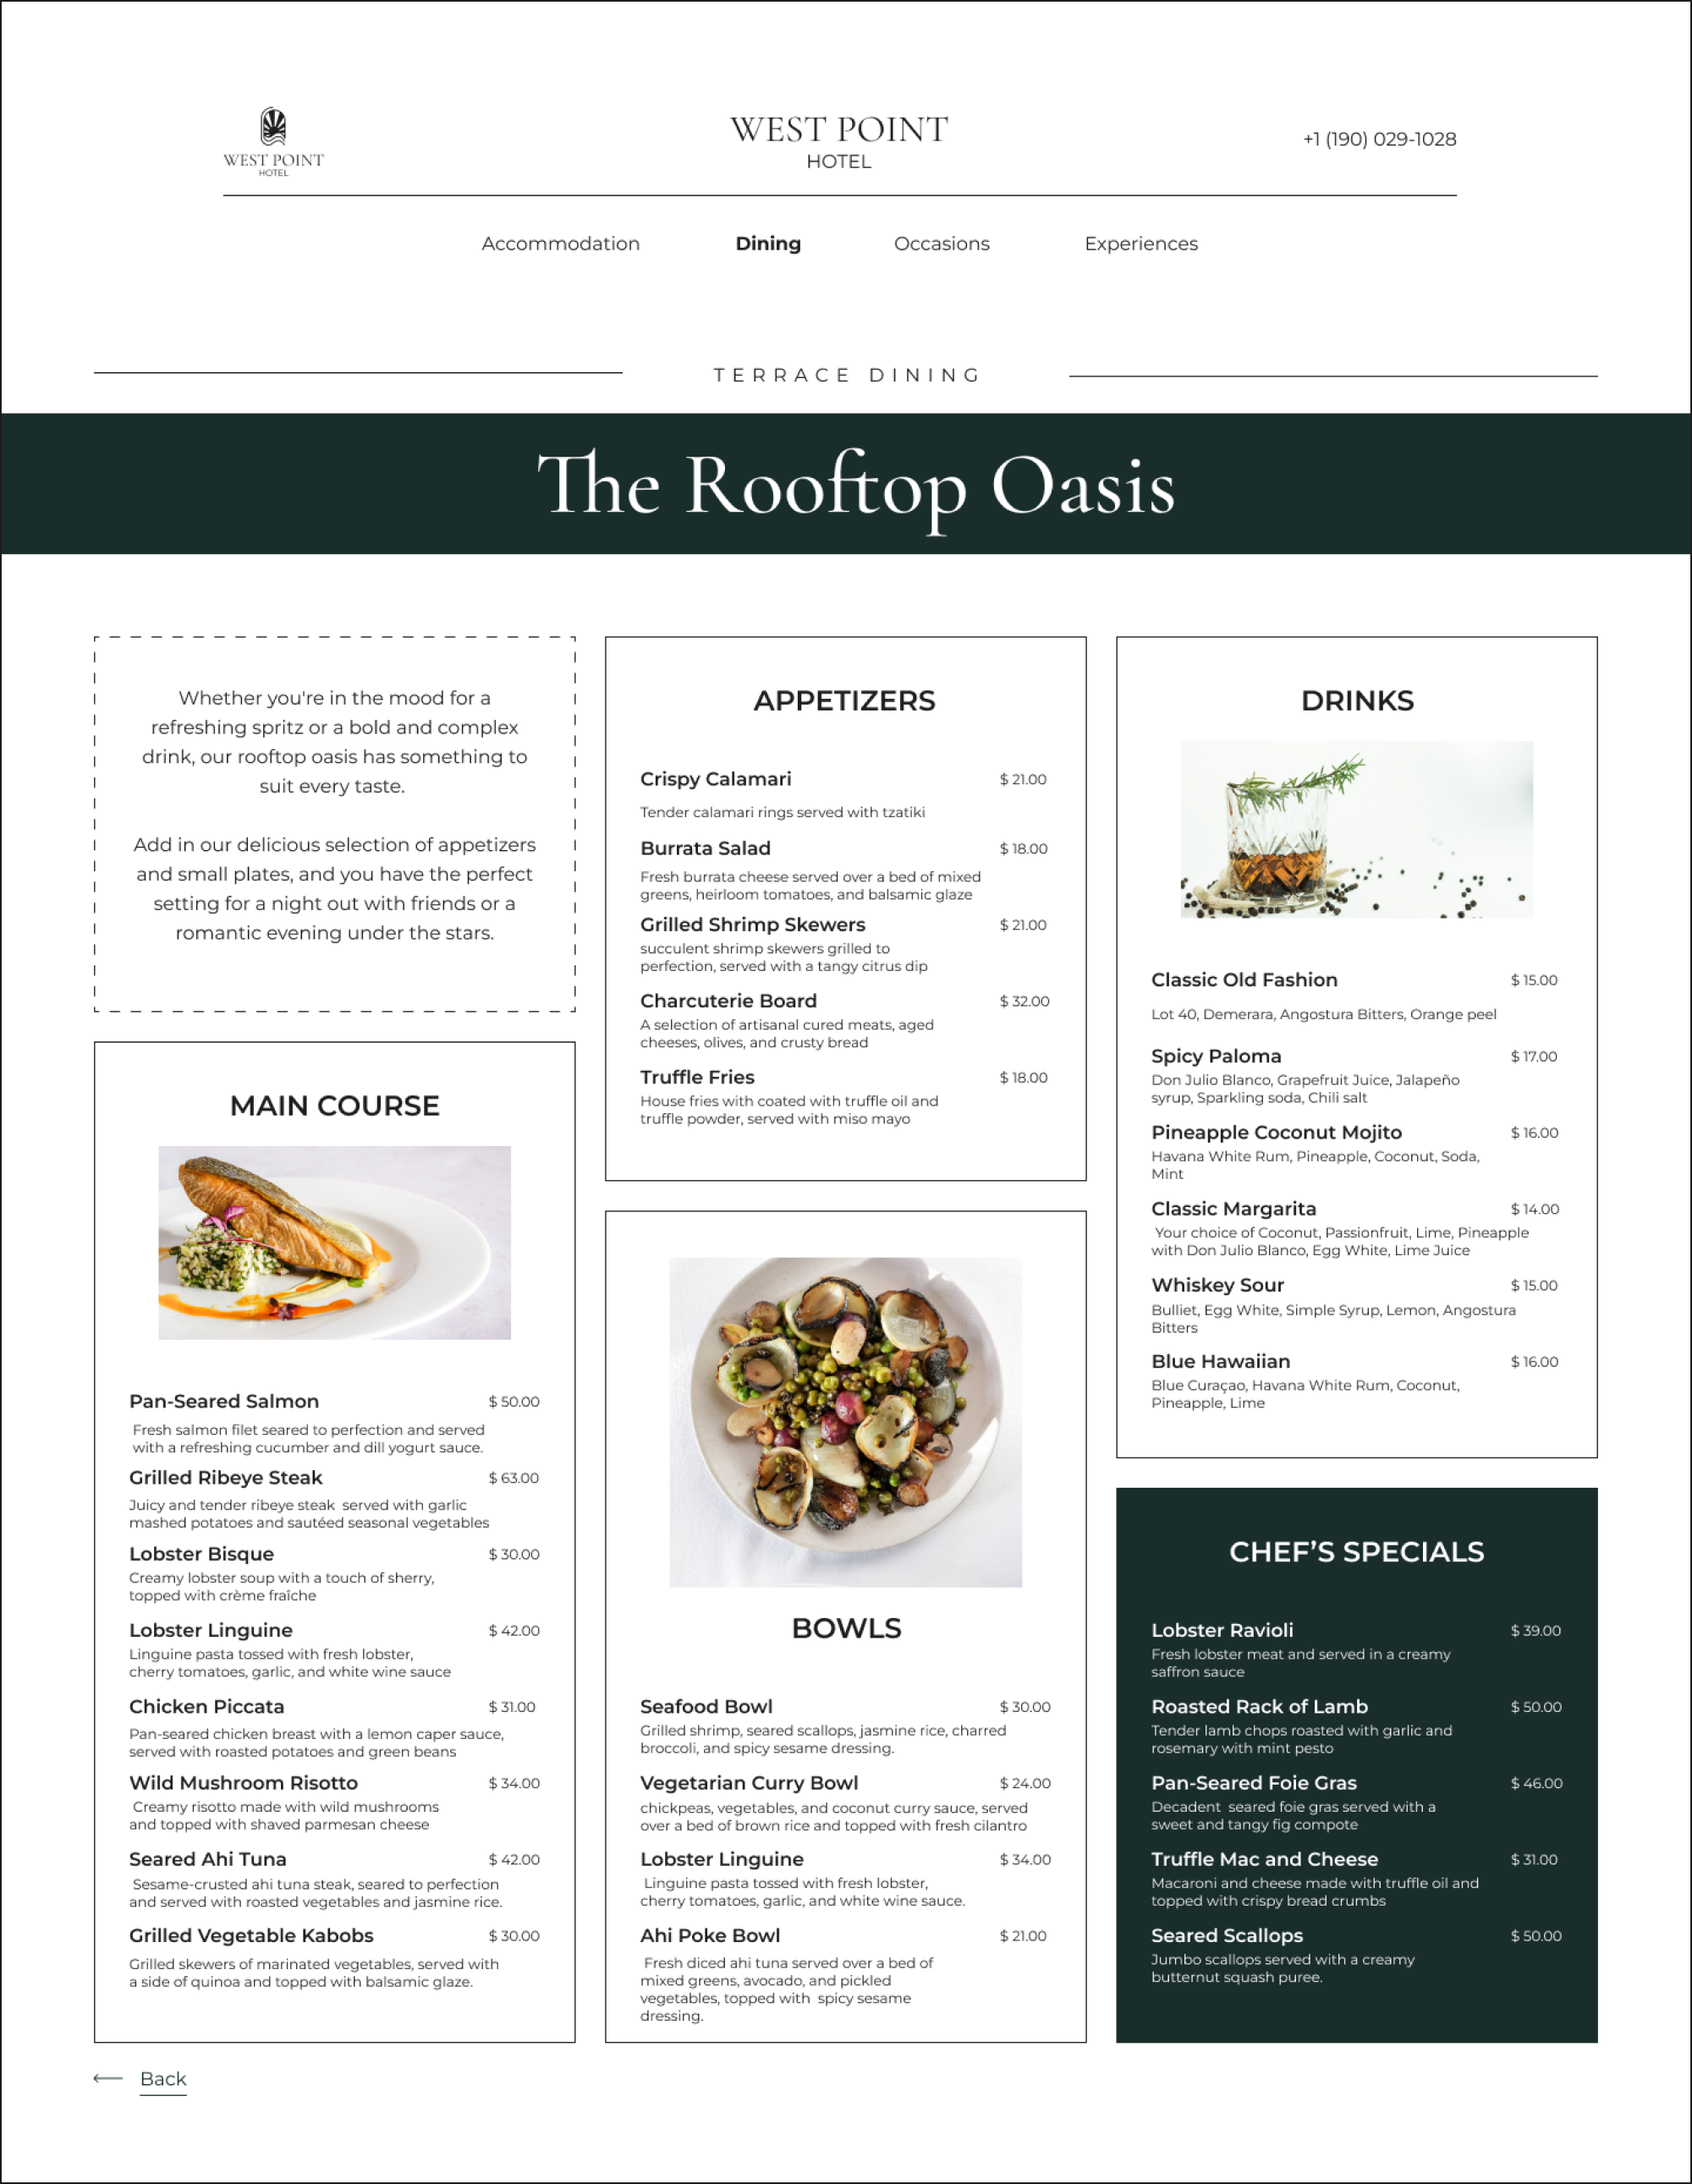 WEST POINT
HOTEL
WEST POINT
HOTEL
+1 (190) 029-1028
Accommodation
Dining
Occasions
Experiences
TERRACE DINING
The Rooftop Oasis
Whether you're in the mood for a
refreshing spritz or a bold and complex
drink, our rooftop oasis has something to
suit every taste.
Add in our delicious selection of appetizers
and small plates, and you have the perfect
setting for a night out with friends or a
romantic evening under the stars.
MAIN COURSE
Pan-Seared Salmon $ 50.00
Fresh salmon filet seared to perfection and served
with a refreshing cucumber and dill yogurt sauce.
Grilled Ribeye Steak $ 63.00
Juicy and tender ribeye steak served with garlic
mashed potatoes and sautéed seasonal vegetables
Lobster Bisque $ 30.00
Creamy lobster soup with a touch of sherry,
topped with crème fraîche
Lobster Linguine $ 42.00
Linguine pasta tossed with fresh lobster,
cherry tomatoes, garlic, and white wine sauce
Chicken Piccata $ 31.00
Pan-seared chicken breast with a lemon caper sauce,
served with roasted potatoes and green beans
Wild Mushroom Risotto $ 34.00
Creamy risotto made with wild mushrooms
and topped with shaved parmesan cheese
Seared Ahi Tuna $ 42.00
Sesame-crusted ahi tuna steak, seared to perfection
and served with roasted vegetables and jasmine rice.
Grilled Vegetable Kabobs $ 30.00
Grilled skewers of marinated vegetables, served with
a side of quinoa and topped with balsamic glaze.
APPETIZERS
Crispy Calamari $ 21.00
Tender calamari rings served with tzatiki
Burrata Salad $ 18.00
Fresh burrata cheese served over a bed of mixed
greens, heirloom tomatoes, and balsamic glaze
Grilled Shrimp Skewers $ 21.00
succulent shrimp skewers grilled to
perfection, served with a tangy citrus dip
Charcuterie Board $ 32.00
A selection of artisanal cured meats, aged
cheeses, olives, and crusty bread
Truffle Fries $ 18.00
House fries with coated with truffle oil and
truffle powder, served with miso mayo
BOWLS
Seafood Bowl $ 30.00
Grilled shrimp, seared scallops, jasmine rice, charred
broccoli, and spicy sesame dressing.
Vegetarian Curry Bowl $ 24.00
chickpeas, vegetables, and coconut curry sauce, served
over a bed of brown rice and topped with fresh cilantro
Lobster Linguine $ 34.00
Linguine pasta tossed with fresh lobster,
cherry tomatoes, garlic, and white wine sauce.
Ahi Poke Bowl $ 21.00
Fresh diced ahi tuna served over a bed of
mixed greens, avocado, and pickled
vegetables, topped with spicy sesame
dressing.
DRINKS
Classic Old Fashion $ 15.00
Lot 40, Demerara, Angostura Bitters, Orange peel
Spicy Paloma $ 17.00
Don Julio Blanco, Grapefruit Juice, Jalapeño
syrup, Sparkling soda, Chili salt
Pineapple Coconut Mojito $ 16.00
Havana White Rum, Pineapple, Coconut, Soda,
Mint
Classic Margarita $ 14.00
Your choice of Coconut, Passionfruit, Lime, Pineapple
with Don Julio Blanco, Egg White, Lime Juice
Whiskey Sour $ 15.00
Bulliet, Egg White, Simple Syrup, Lemon, Angostura
Bitters
Blue Hawaiian $ 16.00
Blue Curaçao, Havana White Rum, Coconut,
Pineapple, Lime
CHEF’S SPECIALS
Lobster Ravioli $ 39.00
Fresh lobster meat and served in a creamy
saffron sauce
Roasted Rack of Lamb $ 50.00
Tender lamb chops roasted with garlic and
rosemary with mint pesto
Pan-Seared Foie Gras $ 46.00
Decadent seared foie gras served with a
sweet and tangy fig compote
Truffle Mac and Cheese $ 31.00
Macaroni and cheese made with truffle oil and
topped with crispy bread crumbs
Seared Scallops $ 50.00
Jumbo scallops served with a creamy
butternut squash puree.
Back